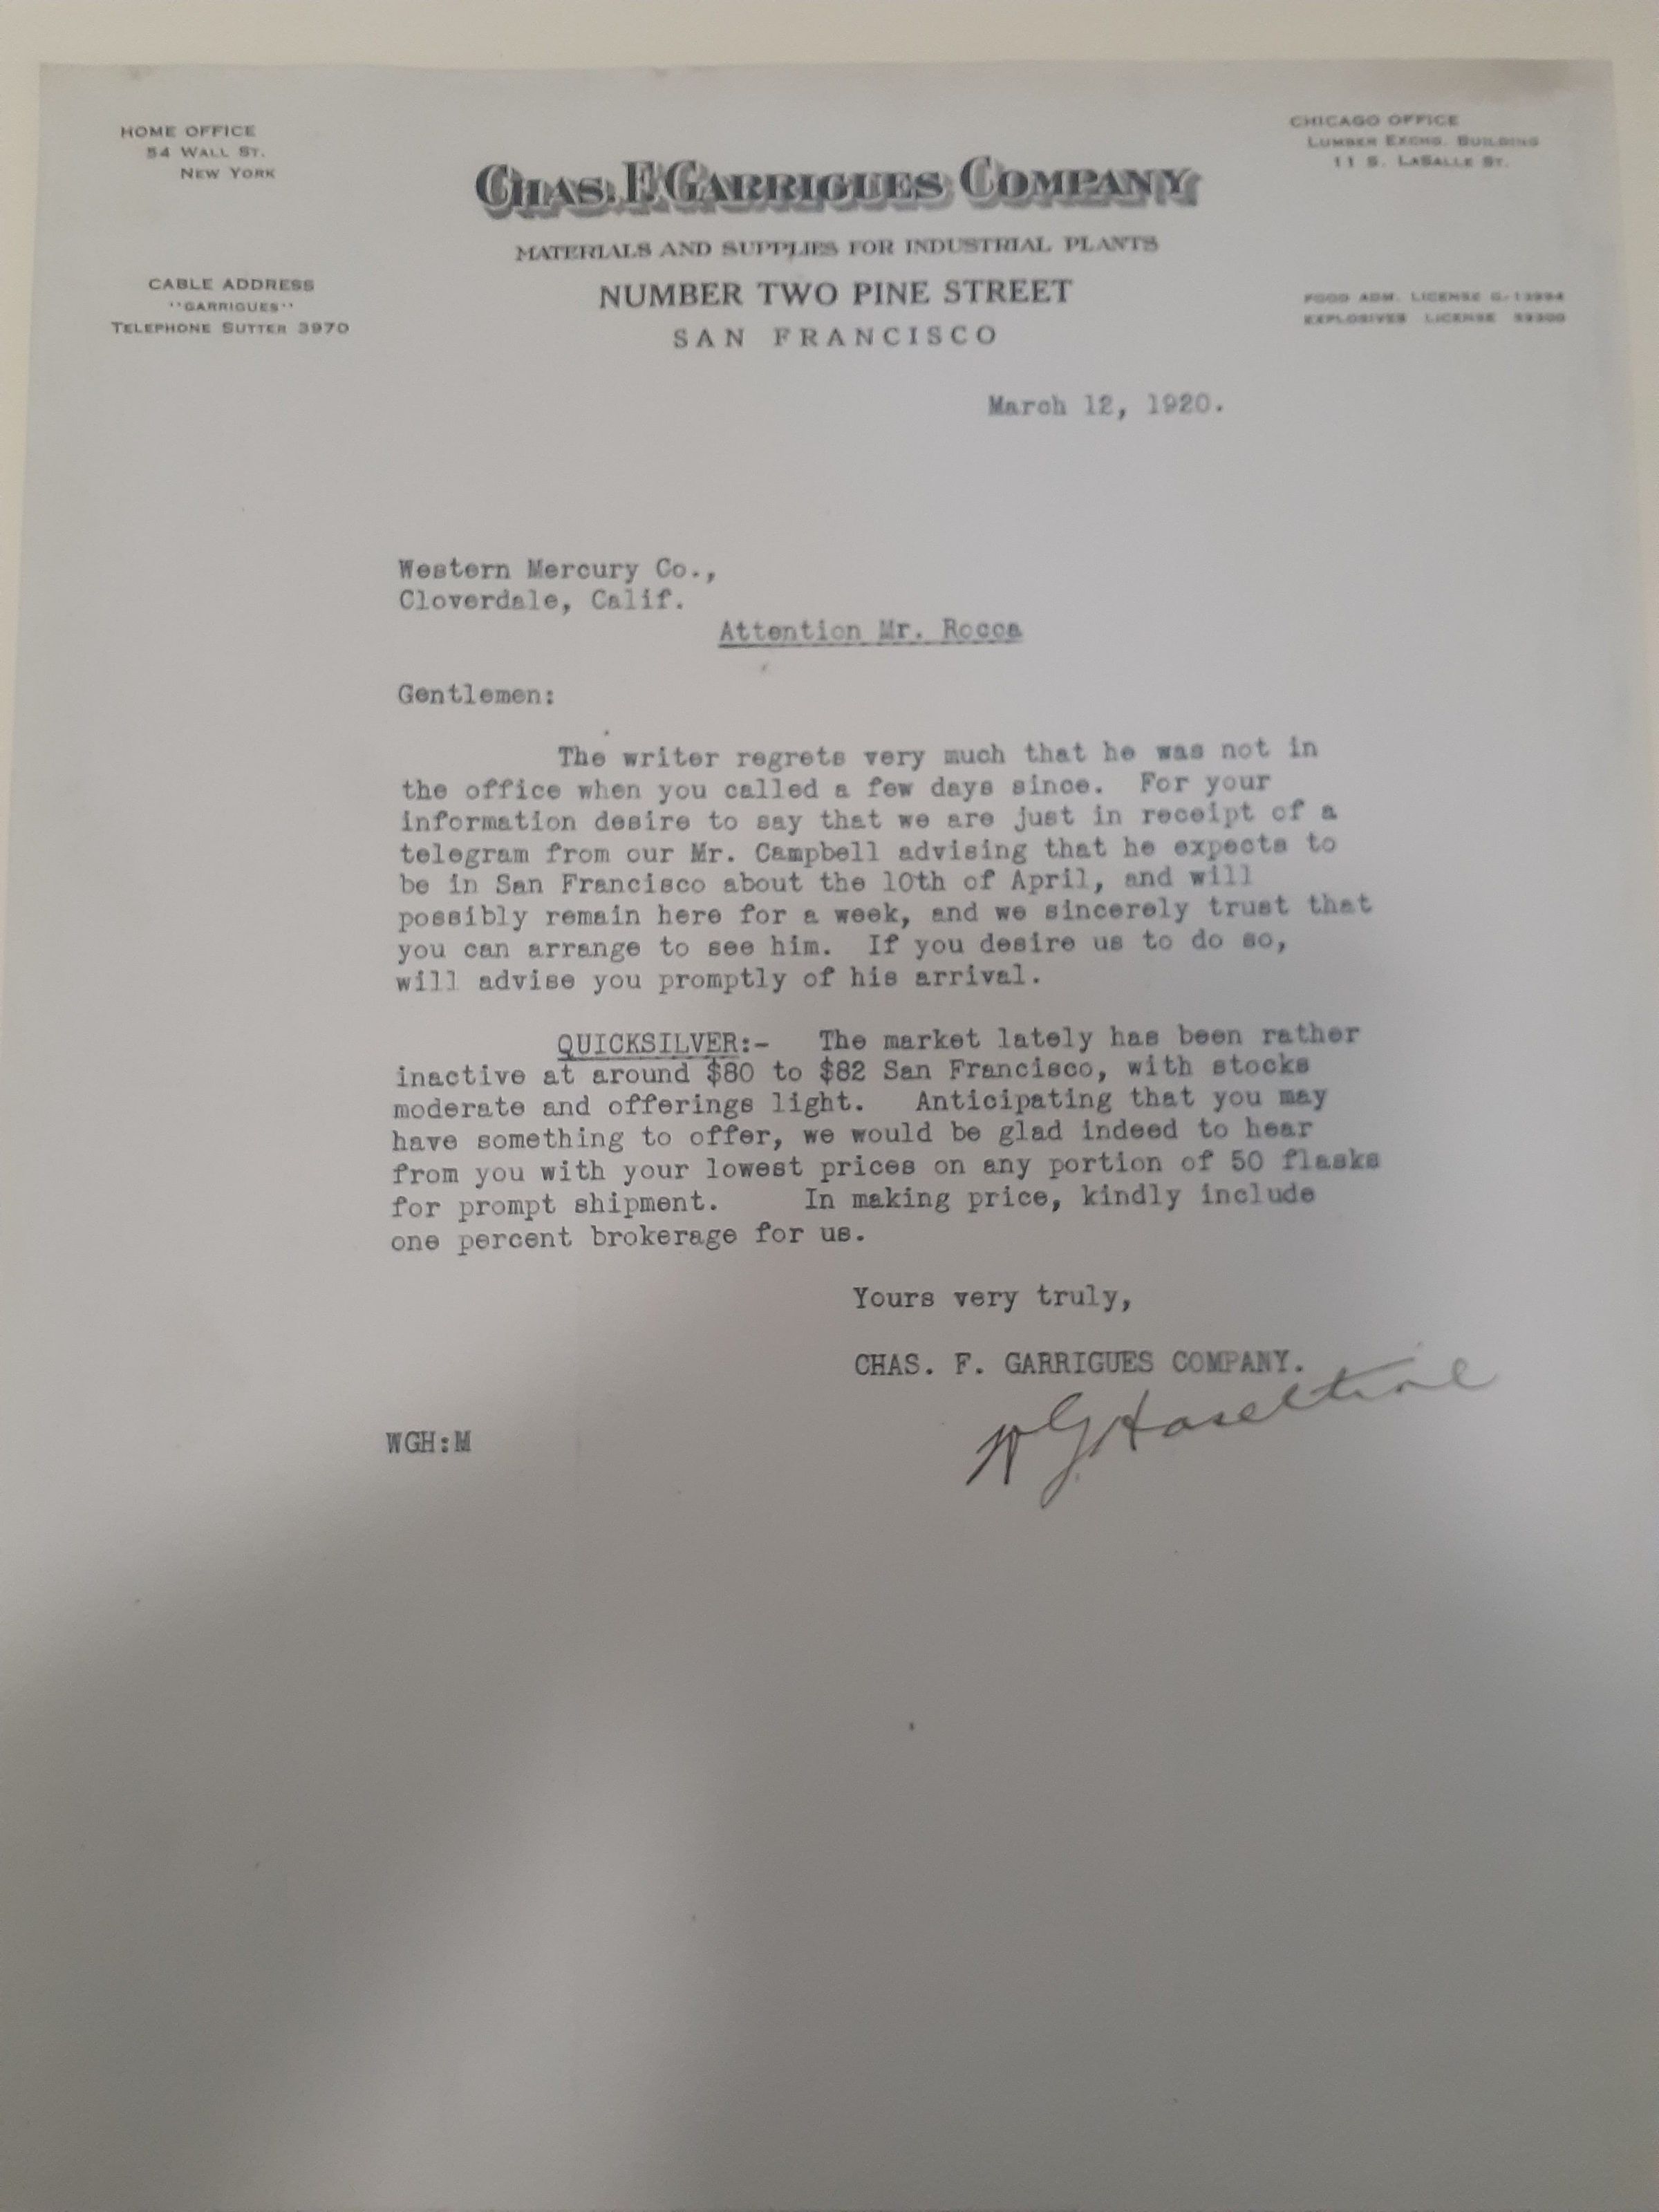 HOME OFFICE
54 WALL ST.
NEW YORK
CHICAGO OFFICE
LUMBER EXCHG. BUILDING
11 S. LASALLE ST.
CHAS. F. GARRIGUES COMPANY
MATERIALS AND SUPPLIES FOR INDUSTRIAL PLANTS
NUMBER TWO PINE STREET
SAN FRANCISCO
CABLE ADDRESS
"GARRIGUES"
TELEPHONE SUTTER 3970
FOOD ADM. LICENSE G-
EXPLOSIVES LICENSE
March 12, 1920.
Western Mercury Co.,
Cloverdale, Calif.
Attention Mr. Rocca
Gentlemen:
The writer regrets very much that he was not in
the office when you called a few days since. For your
information desire to say that we are just in receipt of a
telegram from our Mr. Campbell advising that he expects to
be in San Francisco about the 10th of April, and will
possibly remain here for a week, and we sincerely trust that
you can arrange to see him. If you desire us to do so,
will advise you promptly of his arrival.
QUICKSILVER:- The market lately has been rather
inactive at around $80 to $82 San Francisco, with stocks
moderate and offerings light. Anticipating that you may
have something to offer, we would be glad indeed to hear
from you with your lowest prices on any portion of 50 flasks
for prompt shipment. In making price, kindly include
one percent brokerage for us.
Yours very truly,
CHAS. F. GARRIGUES COMPANY.
WGHaseltine
WGH:M